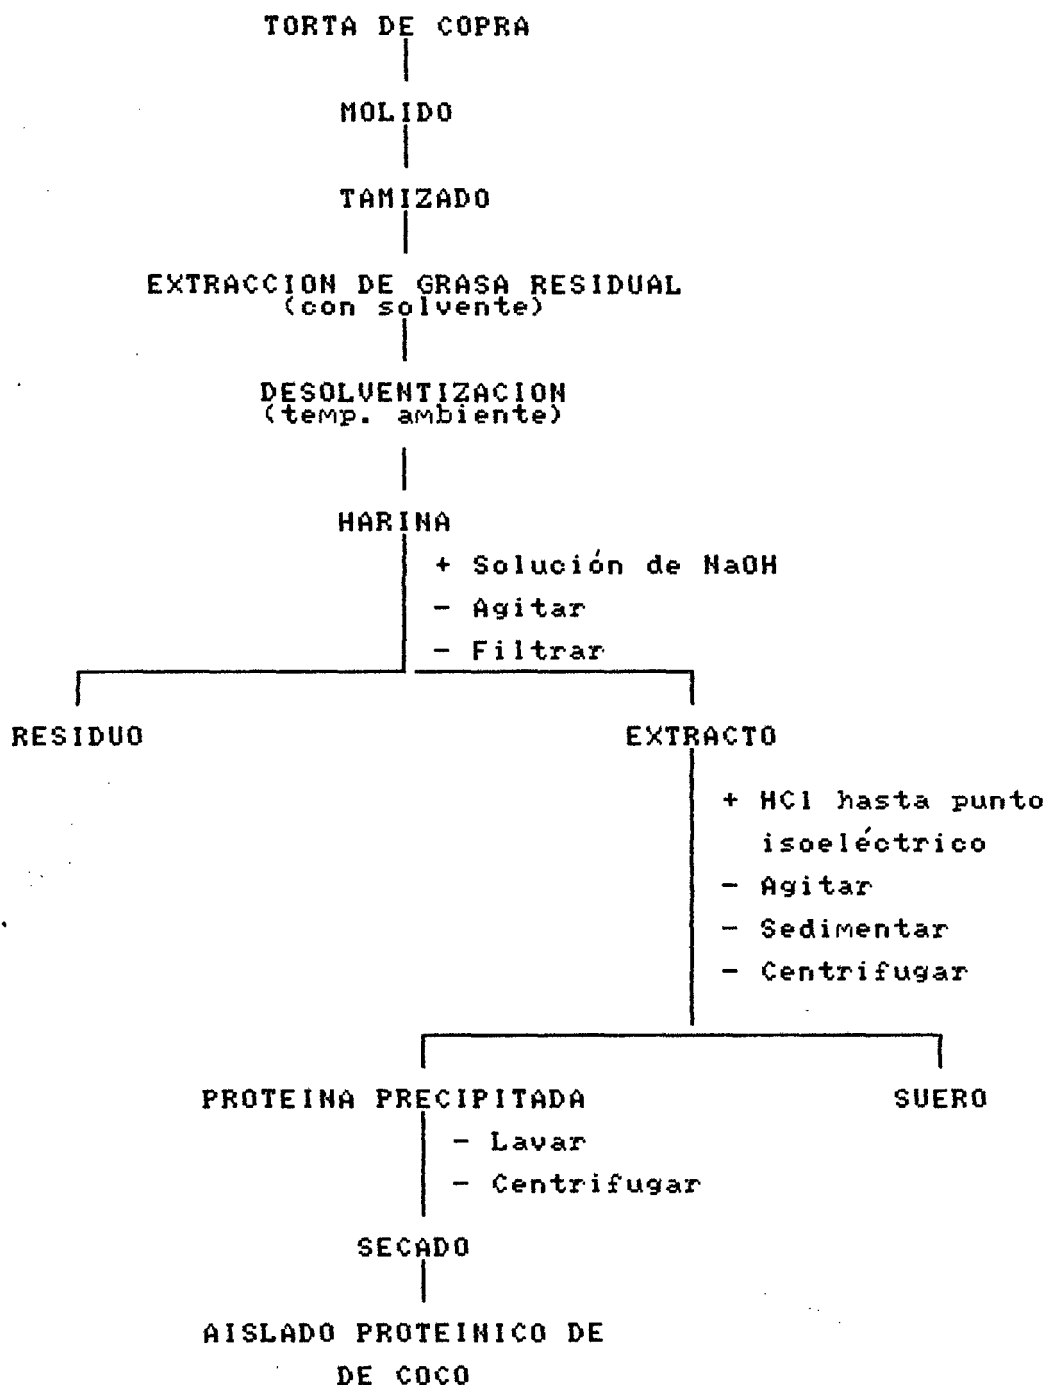 TORTA DE COPRA
MOLIDO
TAMIZADO
EXTRACCION DE GRASA RESIDUAL
(con solvente)
DESOLVENTIZACION
(temp. ambiente)
HARINA
+ Solución de NaOH
- Agitar
- Filtrar
RESIDUO
EXTRACTO
+ HCl hasta punto
isoeléctrico
- Agitar
- Sedimentar
- Centrifugar
PROTEINA PRECIPITADA
SUERO
- Lavar
- Centrifugar
SECADO
AISLADO PROTEINICO DE
DE COCO